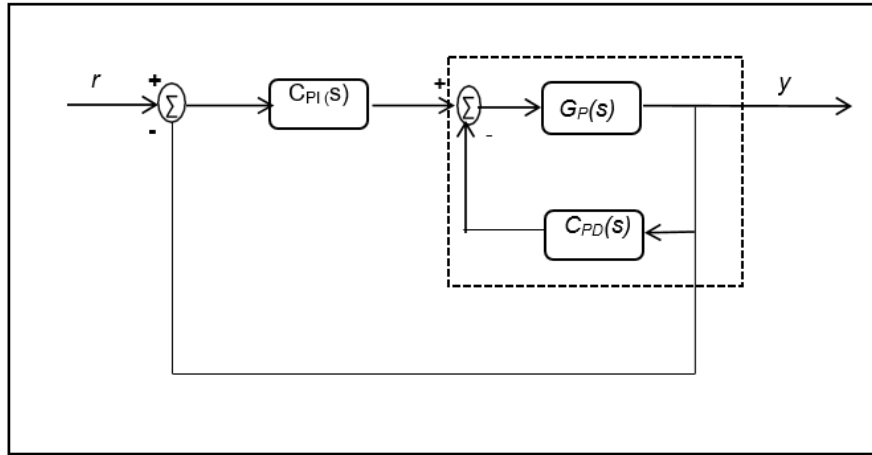 r
+
Σ
-
C_PI (s)
+
Σ
-
G_P(s)
y
C_PD(s)